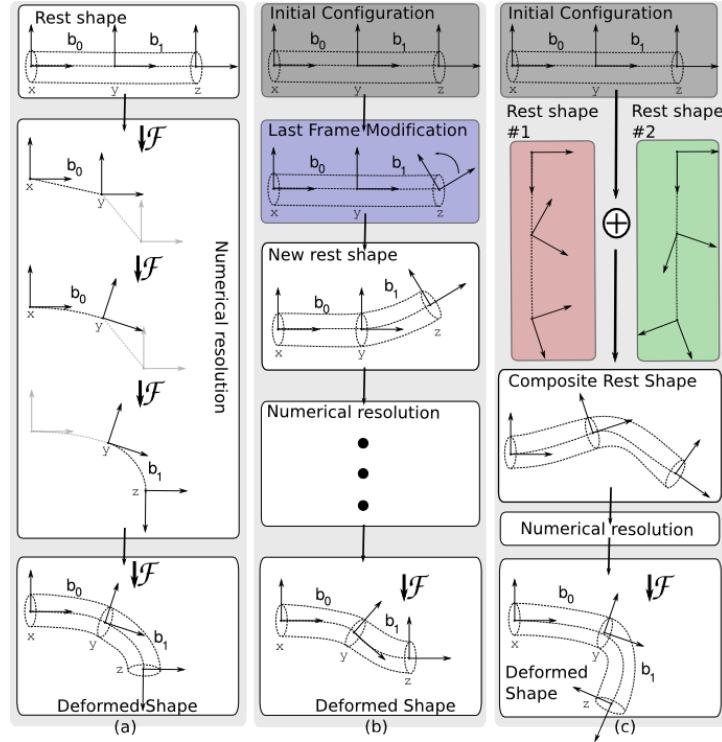 Rest shape
b0
b1
x
y
z
F
b0
x
y
Numerical resolution
F
b0
x
y
F
y
b1
z
F
b0
b1
x
y
z
Deformed Shape
(a)
Initial Configuration
b0
b1
x
y
z
Last Frame Modification
b0
b1
x
y
z
New rest shape
b0
b1
x
y
z
Numerical resolution
F
b0
b1
x
y
z
Deformed Shape
(b)
Initial Configuration
b0
b1
x
y
z
Rest shape
#1
Rest shape
#2
Composite Rest Shape
Numerical resolution
F
b0
x
y
b1
Deformed
Shape
z
(c)